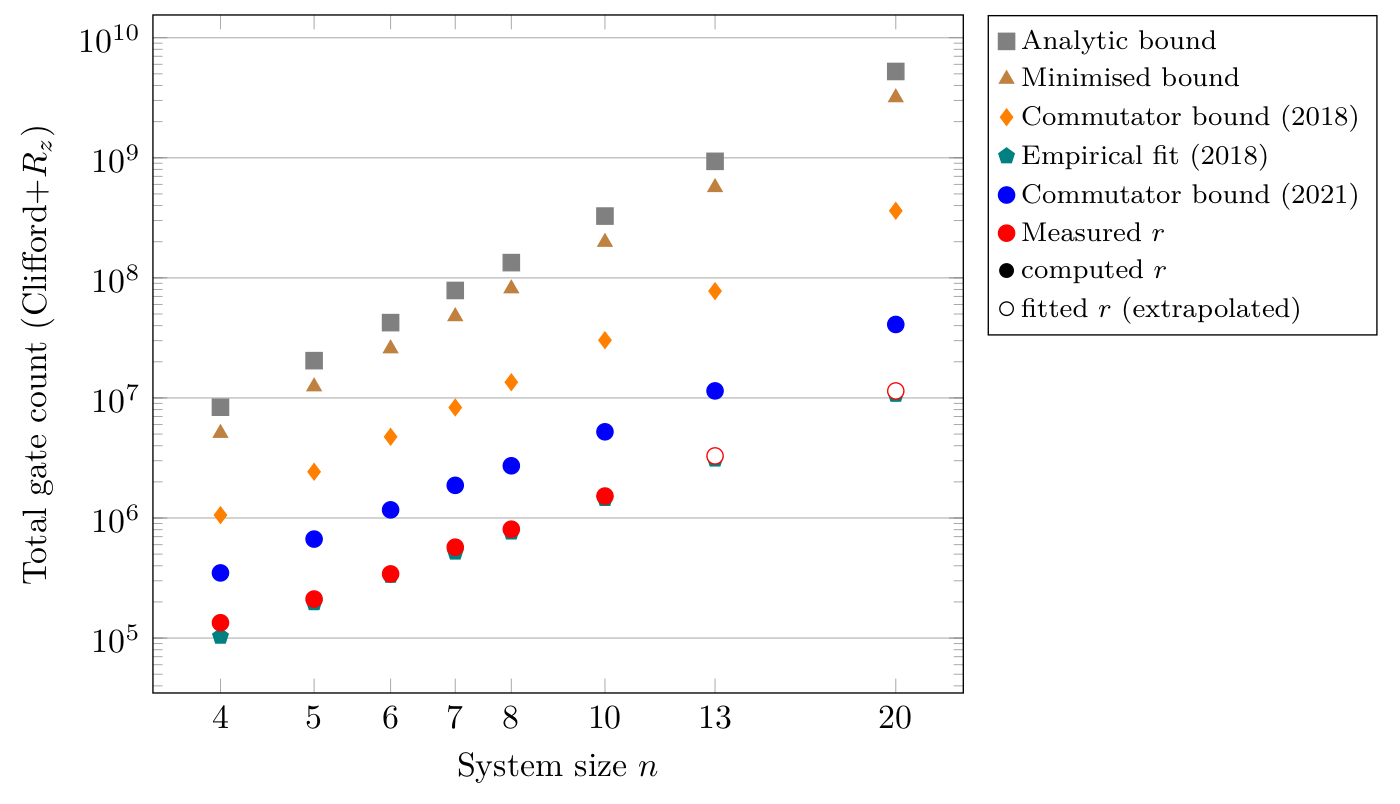 10^10
10^9
10^8
10^7
10^6
10^5
Total gate count (Clifford+R_z)
4 5 6 7 8 10 13 20
System size n
Analytic bound
Minimised bound
Commutator bound (2018)
Empirical fit (2018)
Commutator bound (2021)
Measured r
computed r
fitted r (extrapolated)